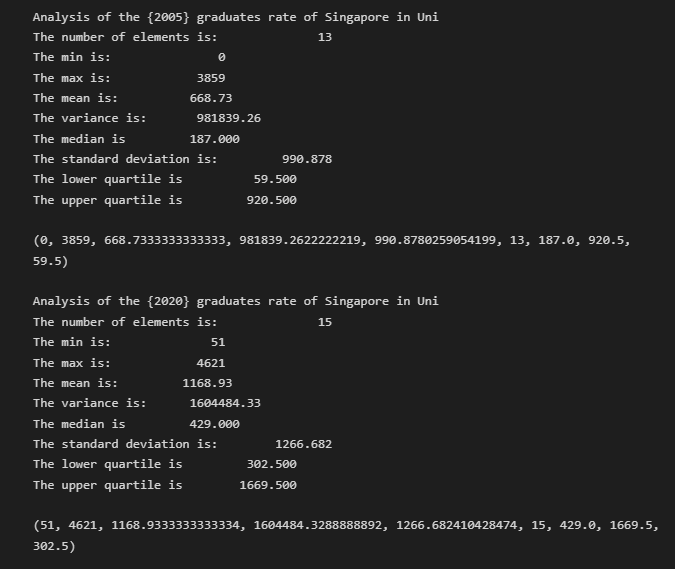 Analysis of the {2005} graduates rate of Singapore in Uni
The number of elements is: 13
The min is: 0
The max is: 3859
The mean is: 668.73
The variance is: 981839.26
The median is 187.000
The standard deviation is: 990.878
The lower quartile is 59.500
The upper quartile is 920.500
(0, 3859, 668.7333333333333, 981839.2622222219, 990.8780259054199, 13, 187.0, 920.5,
59.5)
Analysis of the {2020} graduates rate of Singapore in Uni
The number of elements is: 15
The min is: 51
The max is: 4621
The mean is: 1168.93
The variance is: 1604484.33
The median is 429.000
The standard deviation is: 1266.682
The lower quartile is 302.500
The upper quartile is 1669.500
(51, 4621, 1168.9333333333334, 1604484.3288888892, 1266.682410428474, 15, 429.0, 1669.5,
302.5)